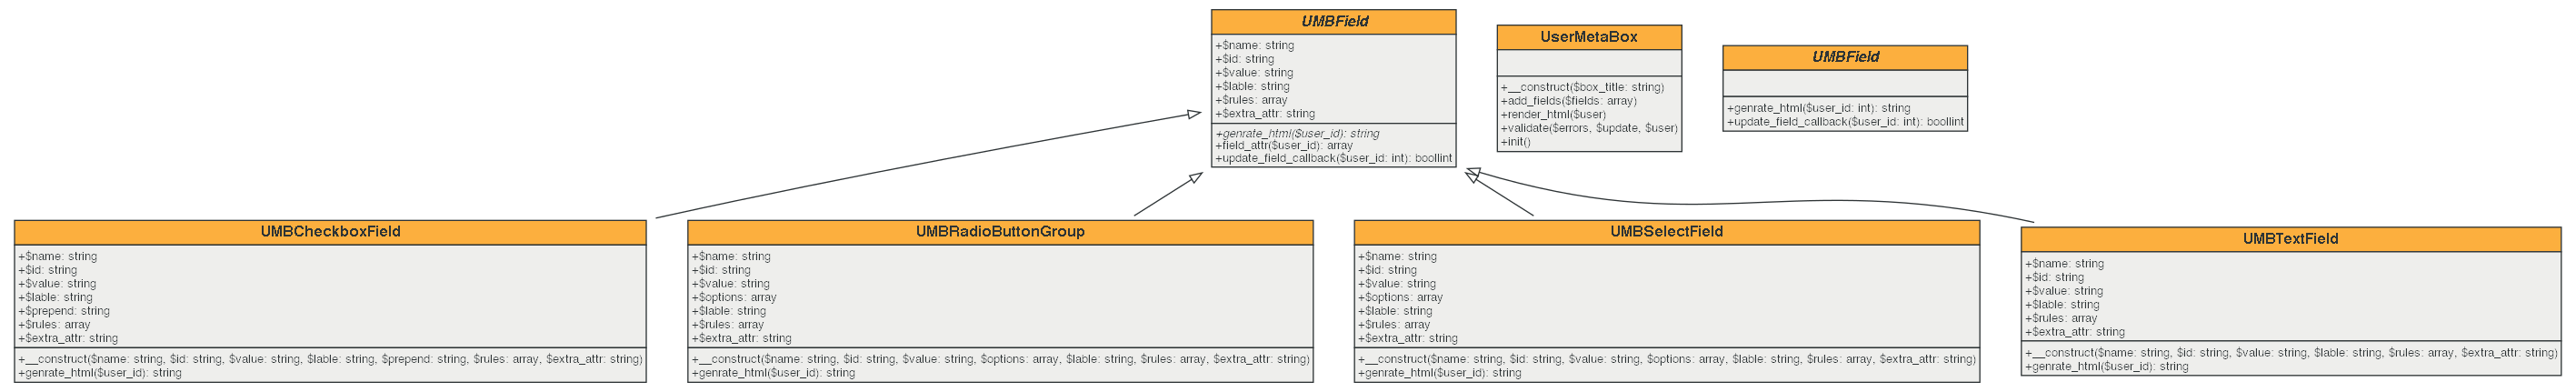 UMBField
+$name: string
+$id: string
+$value: string
+$lable: string
+$rules: array
+$extra_attr: string
+genrate_html($user_id): string
+field_attr($user_id): array
+update_field_callback($user_id: int): boollint
UserMetaBox
+__construct($box_title: string)
+add_fields($fields: array)
+render_html($user)
+validate($errors, $update, $user)
+init()
UMBField
+genrate_html($user_id: int): string
+update_field_callback($user_id: int): boollint
UMBCheckboxField
+$name: string
+$id: string
+$value: string
+$lable: string
+$prepend: string
+$rules: array
+$extra_attr: string
+__construct($name: string, $id: string, $value: string, $lable: string, $prepend: string, $rules: array, $extra_attr: string)
+genrate_html($user_id): string
UMBRadioButtonGroup
+$name: string
+$id: string
+$value: string
+$options: array
+$lable: string
+$rules: array
+$extra_attr: string
+__construct($name: string, $id: string, $value: string, $options: array, $lable: string, $rules: array, $extra_attr: string)
+genrate_html($user_id): string
UMBSelectField
+$name: string
+$id: string
+$value: string
+$options: array
+$lable: string
+$rules: array
+$extra_attr: string
+__construct($name: string, $id: string, $value: string, $options: array, $lable: string, $rules: array, $extra_attr: string)
+genrate_html($user_id): string
UMBTextField
+$name: string
+$id: string
+$value: string
+$lable: string
+$rules: array
+$extra_attr: string
+__construct($name: string, $id: string, $value: string, $lable: string, $rules: array, $extra_attr: string)
+genrate_html($user_id): string